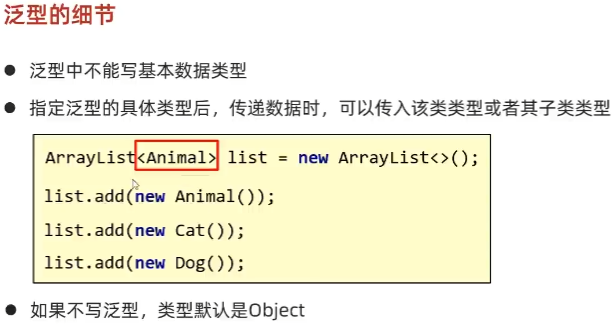 泛型的细节
● 泛型中不能写基本数据类型
● 指定泛型的具体类型后，传递数据时，可以传入该类类型或者其子类类型
ArrayList<Animal> list = new ArrayList<>();
list.add(new Animal());
list.add(new Cat());
list.add(new Dog());
● 如果不写泛型，类型默认是Object